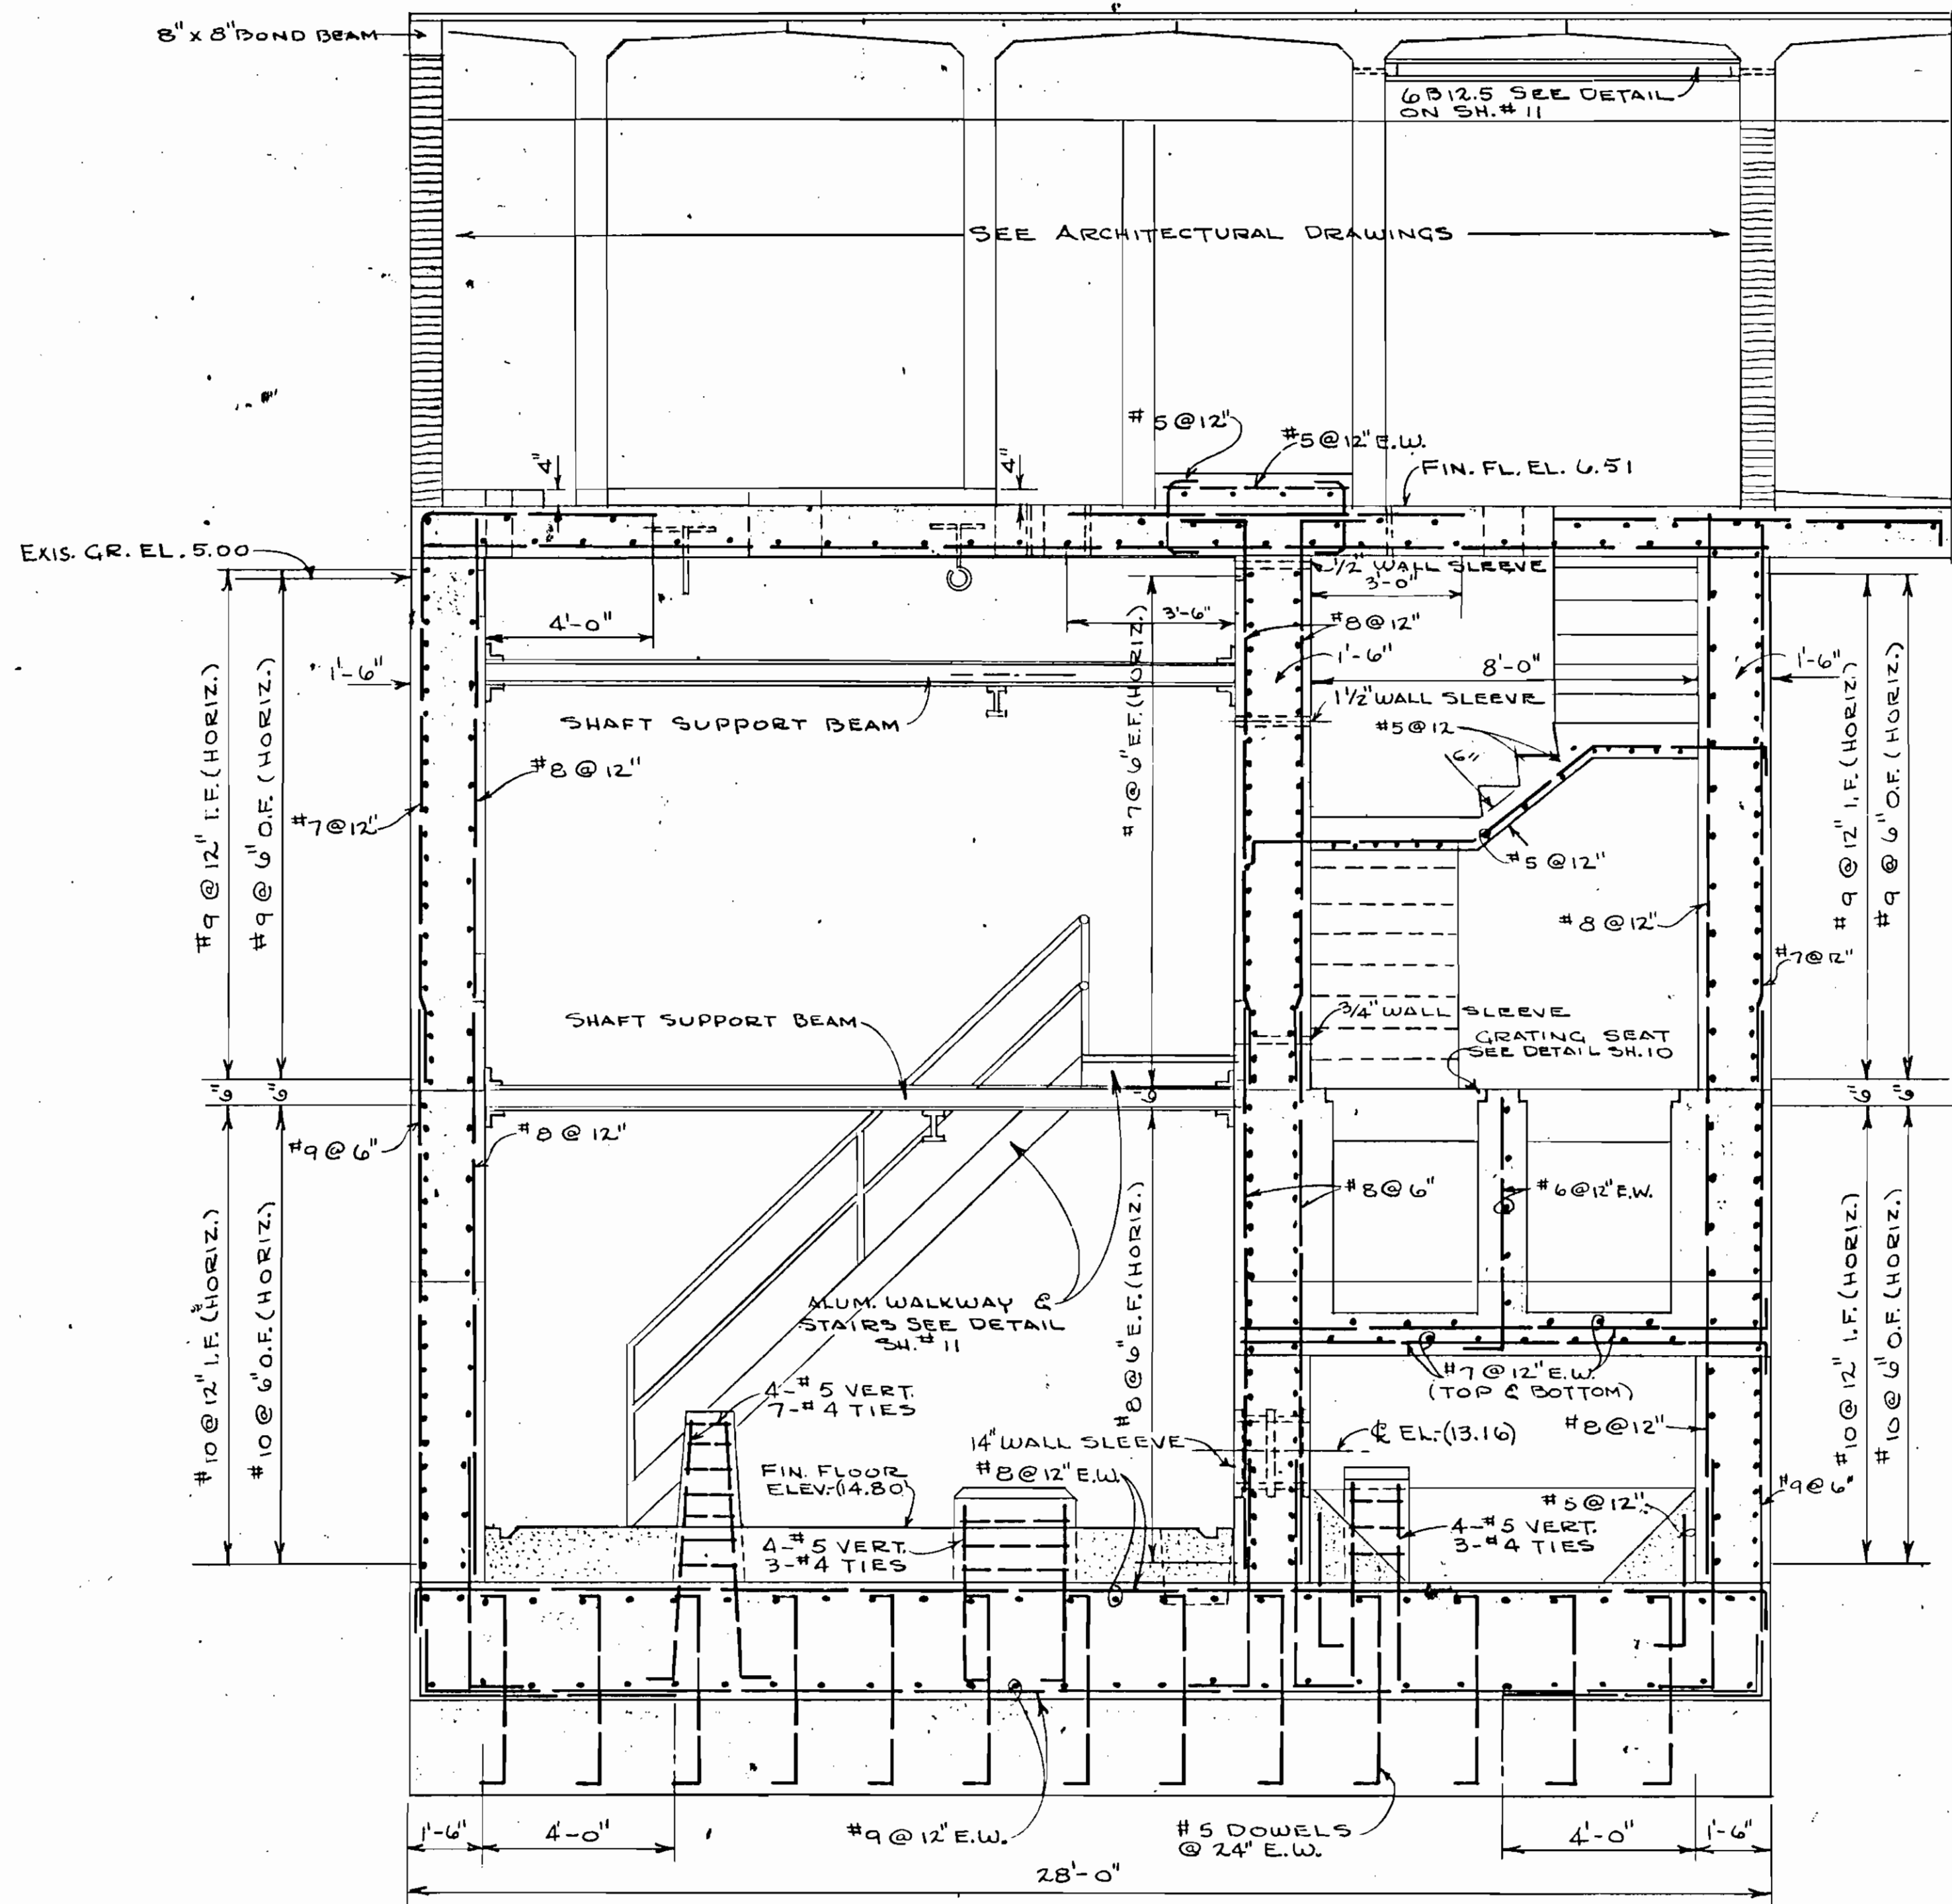 8" x 8" BOND BEAM
6 B 12.5 SEE DETAIL
ON SH. # 11
SEE ARCHITECTURAL DRAWINGS
#5@12"
#5@12" E.W.
FIN. FL. EL. 6.51
4"
4"
EXIS. GR. EL. 5.00
1/2" WALL SLEEVE
3'-0"
4'-0"
3'-6"
#8@12"
1'-6"
1'-6"
8'-0"
1'-6"
1 1/2" WALL SLEEVE
SHAFT SUPPORT BEAM
#5@12
#7@6" E.F. (HORIZ.)
6"
#8@12"
#7@12"
#9@12" I.F. (HORIZ.)
#9@6" O.F. (HORIZ.)
#9@12" I.F. (HORIZ.)
#9@6" O.F. (HORIZ.)
#5@12"
#8@12"
#7@12"
3/4" WALL SLEEVE
SHAFT SUPPORT BEAM
GRATING SEAT
SEE DETAIL SH.10
6"
6"
6"
6"
6"
#9@6"
#8@12"
#8@6"
#6@12" E.W.
#10@12" I.F. (HORIZ.)
#10@6" O.F. (HORIZ.)
#8@6" E.F. (HORIZ.)
#10@12" I.F. (HORIZ.)
#10@6" O.F. (HORIZ.)
ALUM. WALKWAY &
STAIRS SEE DETAIL
SH. # 11
#7@12" E.W.
(TOP & BOTTOM)
4-#5 VERT.
7-#4 TIES
#8@12"
14" WALL SLEEVE
℄ EL-(13.16)
FIN. FLOOR
ELEV-(14.80)
#8@12" E.W.
#9@6"
#5@12"
4-#5 VERT.
3-#4 TIES
4-#5 VERT.
3-#4 TIES
1'-6"
4'-0"
#9@12" E.W.
#5 DOWELS
@ 24" E.W.
4'-0"
1'-6"
28'-0"